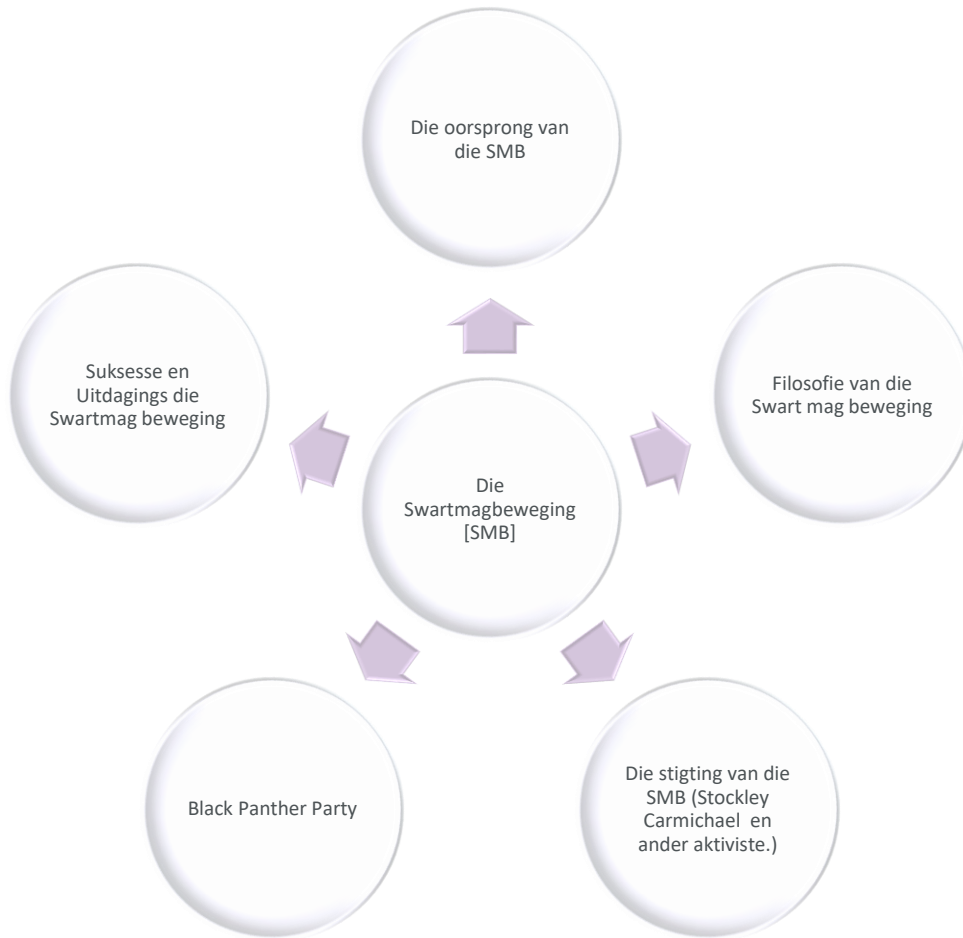 Die oorsprong van
die SMB
Suksesse en
Uitdagings die
Swartmag beweging
Filosofie van die
Swart mag beweging
Die
Swartmagbeweging
[SMB]
Black Panther Party
Die stigting van die
SMB (Stockley
Carmichael en
ander aktiviste.)